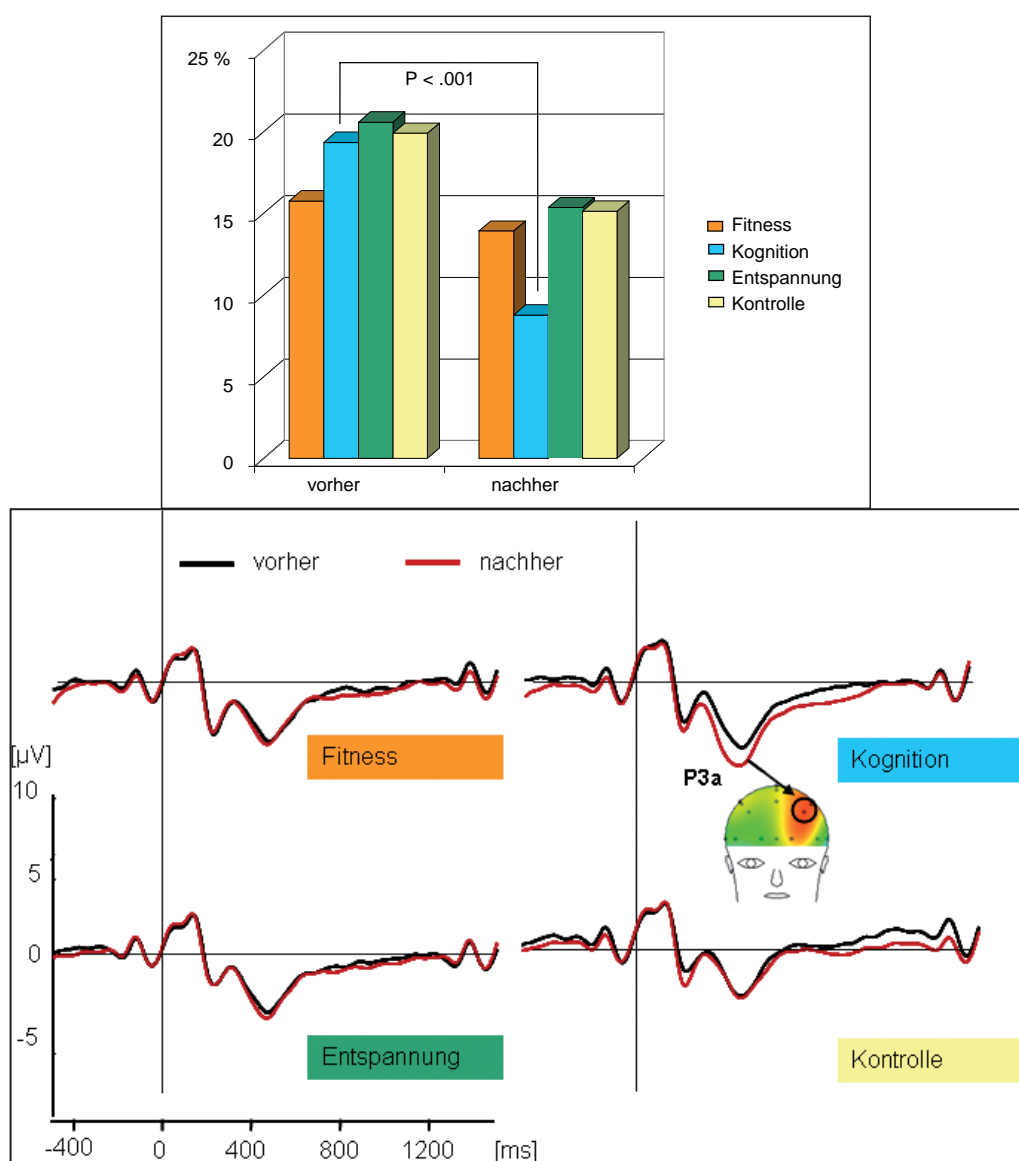 25 %
P < .001
20
15
10
5
0
vorher nachher
Fitness
Kognition
Entspannung
Kontrolle
vorher nachher
[µV]
Fitness
Kognition
P3a
10
5
0
-5
Entspannung
Kontrolle
-400 0 400 800 1200 [ms]